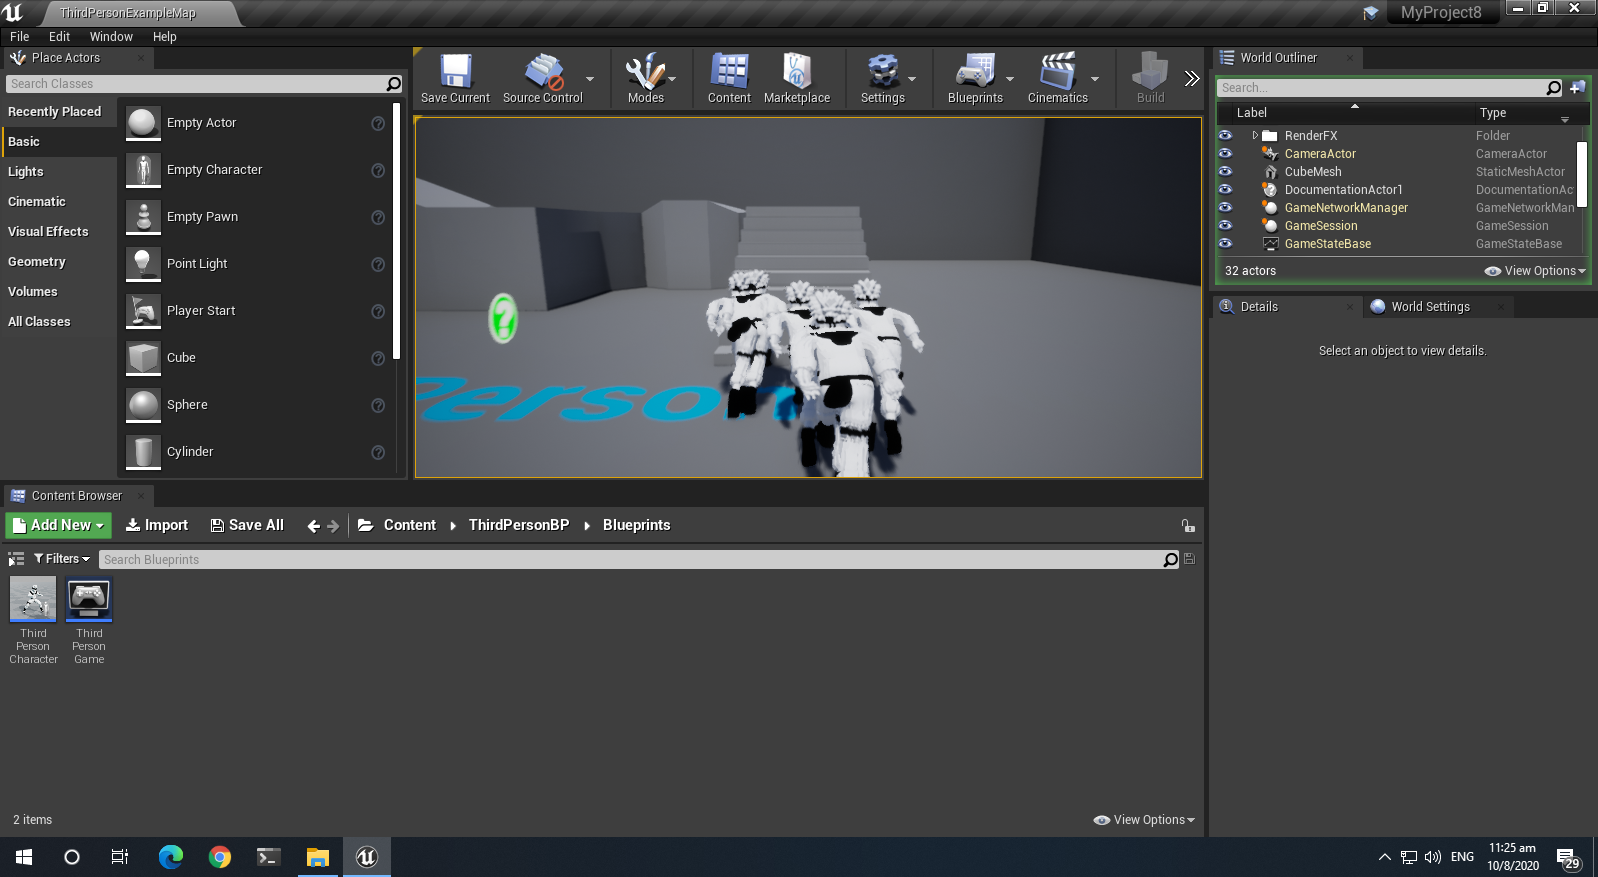 ThirdPersonExampleMap
MyProject8
File Edit Window Help
Place Actors
Search Classes
Recently Placed
Basic
Lights
Cinematic
Visual Effects
Geometry
Volumes
All Classes
Empty Actor
Empty Character
Empty Pawn
Point Light
Player Start
Cube
Sphere
Cylinder
Save Current
Source Control
Modes
Content
Marketplace
Settings
Blueprints
Cinematics
Build
Person
World Outliner
Search...
Label Type
RenderFX Folder
CameraActor CameraActor
CubeMesh StaticMeshActor
DocumentationActor1 DocumentationAc
GameNetworkManager GameNetworkMan
GameSession GameSession
GameStateBase GameStateBase
32 actors View Options
Details World Settings
Select an object to view details.
Content Browser
Add New Import Save All Content ThirdPersonBP Blueprints
Filters Search Blueprints
Third
Person
Character
Third
Person
Game
2 items View Options
ENG
11:25 am
10/8/2020
29